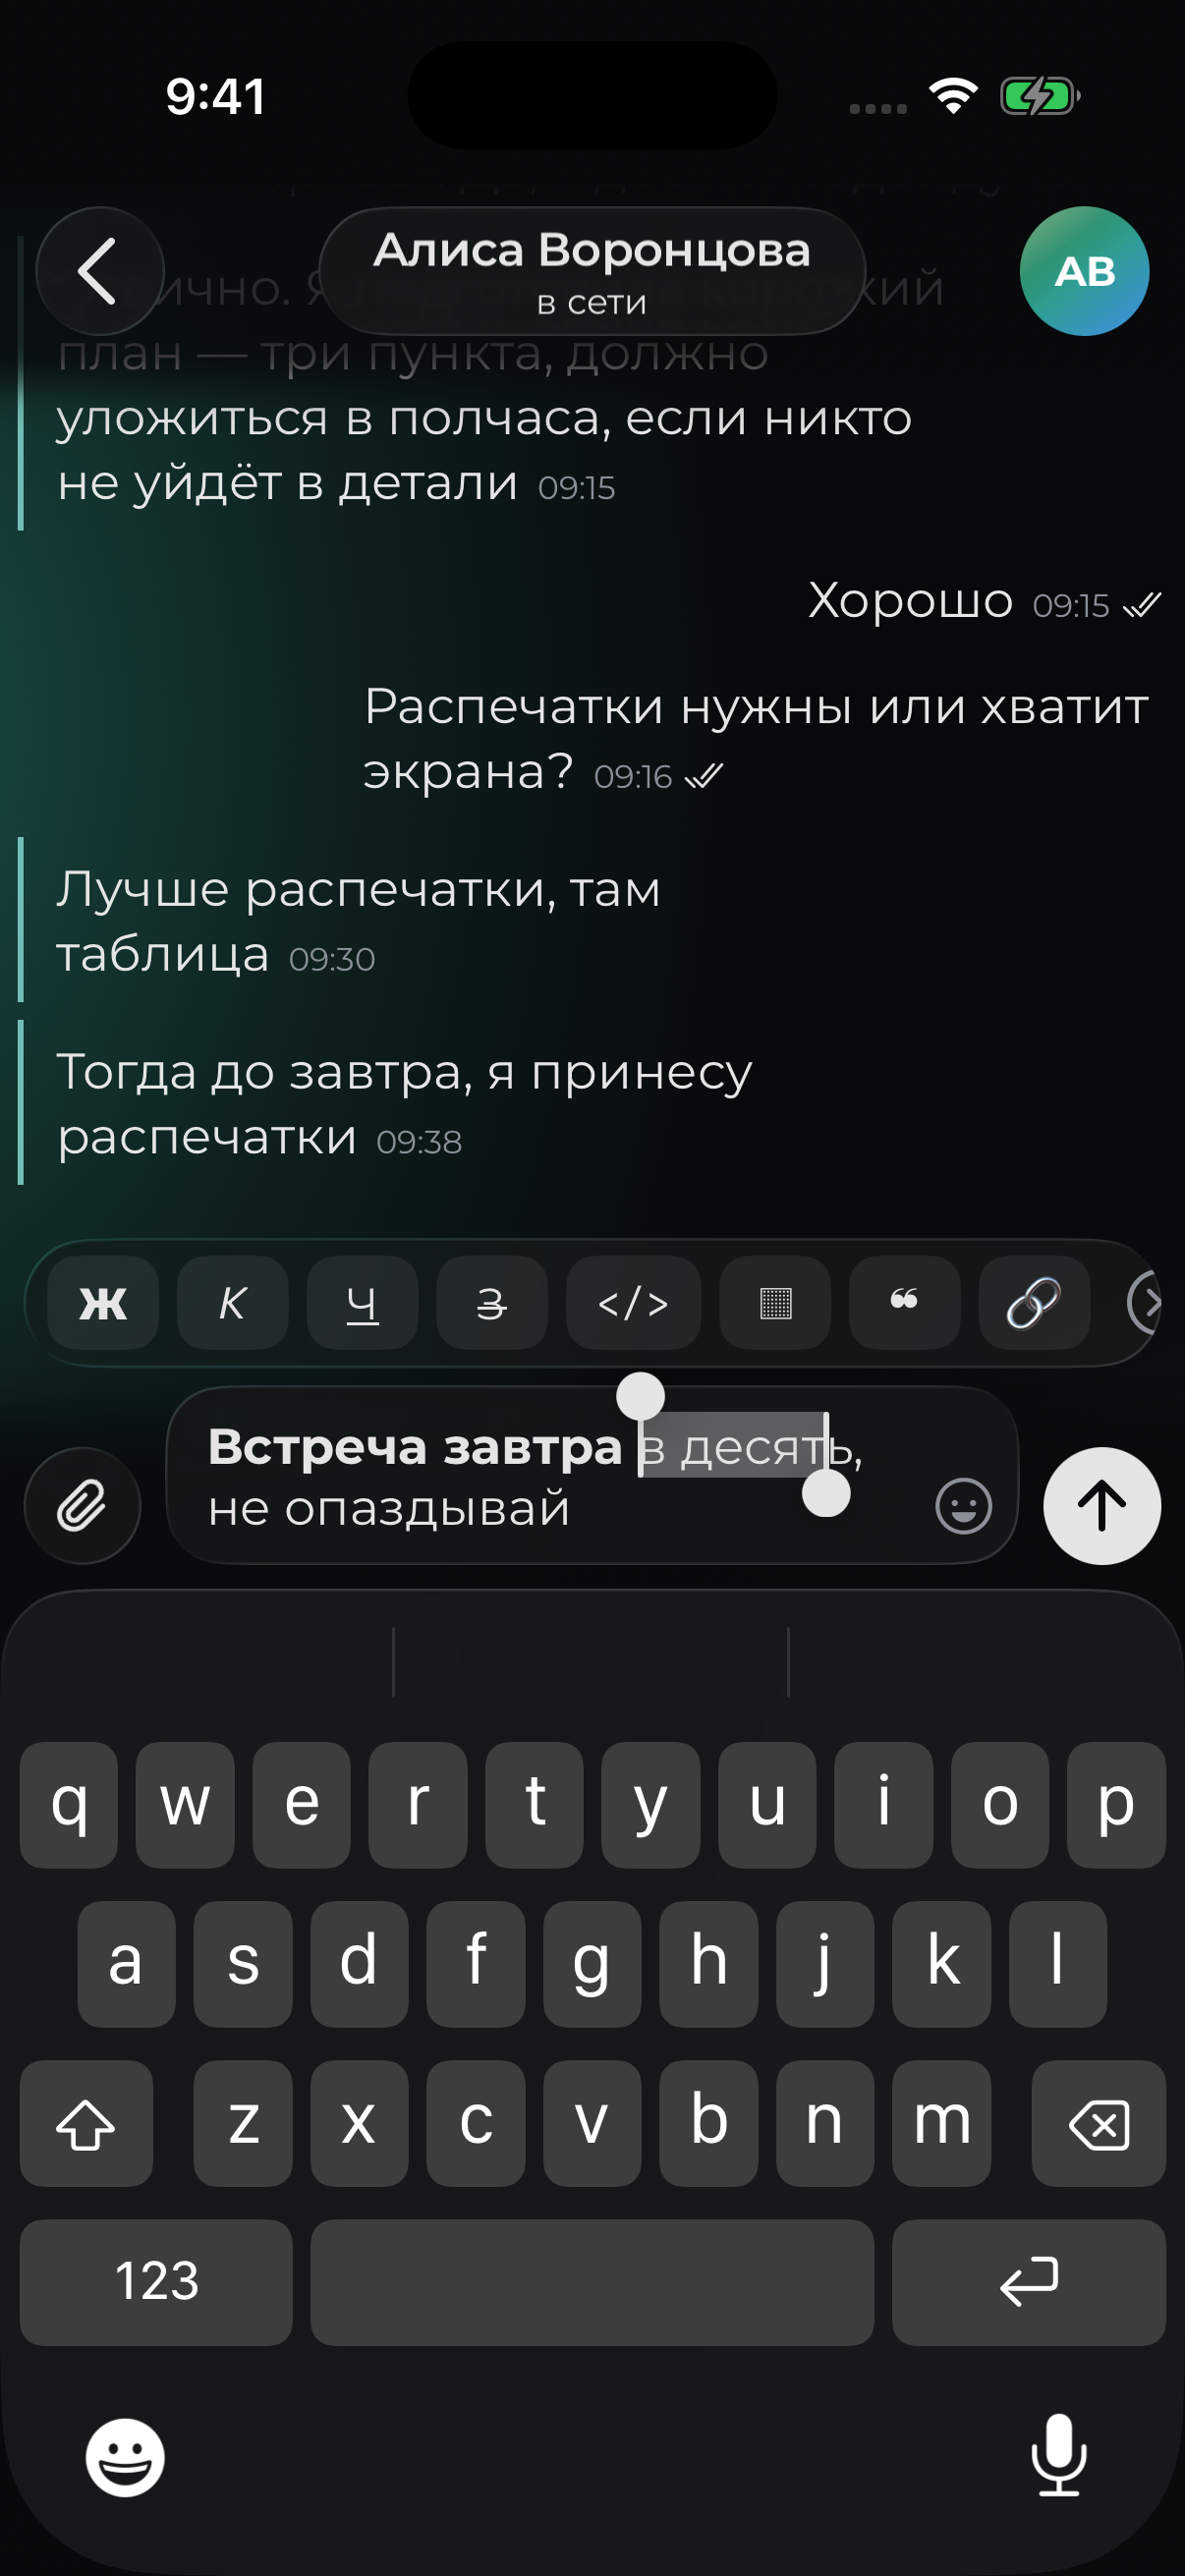 9:41
Алиса Воронцова
в сети
АВ
план — три пункта, должно
уложиться в полчаса, если никто
не уйдёт в детали 09:15
Хорошо 09:15
Распечатки нужны или хватит
экрана? 09:16
Лучше распечатки, там
таблица 09:30
Тогда до завтра, я принесу
распечатки 09:38
Ж К Ч З </> ❝
Встреча завтра в десять,
не опаздывай
q w e r t y u i o p
a s d f g h j k l
z x c v b n m
123